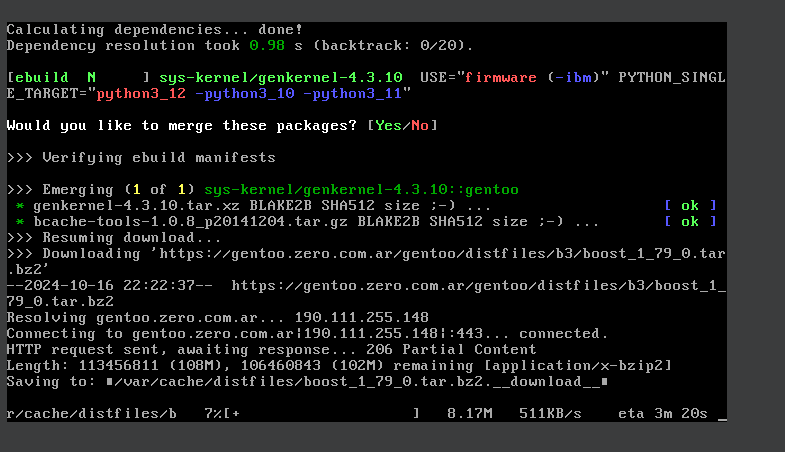 Calculating dependencies... done!
Dependency resolution took 0.98 s (backtrack: 0/20).
[ebuild  N     ] sys-kernel/genkernel-4.3.10  USE="firmware (-ibm)" PYTHON_SINGL
E_TARGET="python3_12 -python3_10 -python3_11"
Would you like to merge these packages? [Yes/No]
>>> Verifying ebuild manifests
>>> Emerging (1 of 1) sys-kernel/genkernel-4.3.10::gentoo
 * genkernel-4.3.10.tar.xz BLAKE2B SHA512 size ;-) ...                   [ ok ]
 * bcache-tools-1.0.8_p20141204.tar.gz BLAKE2B SHA512 size ;-) ...       [ ok ]
>>> Resuming download...
>>> Downloading 'https://gentoo.zero.com.ar/gentoo/distfiles/b3/boost_1_79_0.tar
.bz2'
--2024-10-16 22:22:37--  https://gentoo.zero.com.ar/gentoo/distfiles/b3/boost_1_
79_0.tar.bz2
Resolving gentoo.zero.com.ar... 190.111.255.148
Connecting to gentoo.zero.com.ar|190.111.255.148|:443... connected.
HTTP request sent, awaiting response... 206 Partial Content
Length: 113456811 (108M), 106460843 (102M) remaining [application/x-bzip2]
Saving to: ■/var/cache/distfiles/boost_1_79_0.tar.bz2.__download__■
r/cache/distfiles/b   7%[+                   ]   8.17M   511KB/s    eta 3m 20s _